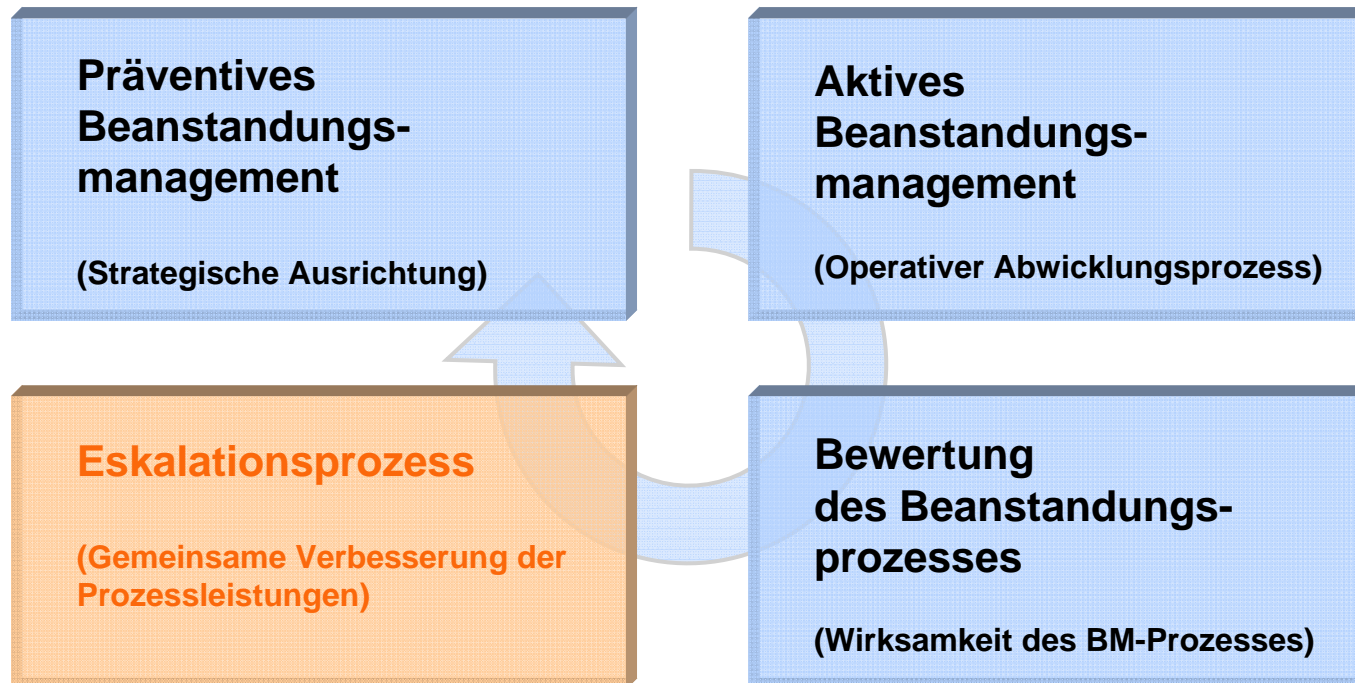 Präventives
Beanstandungs-
management
(Strategische Ausrichtung)
Aktives
Beanstandungs-
management
(Operativer Abwicklungsprozess)
Eskalationsprozess
(Gemeinsame Verbesserung der
Prozessleistungen)
Bewertung
des Beanstandungs-
prozesses
(Wirksamkeit des BM-Prozesses)